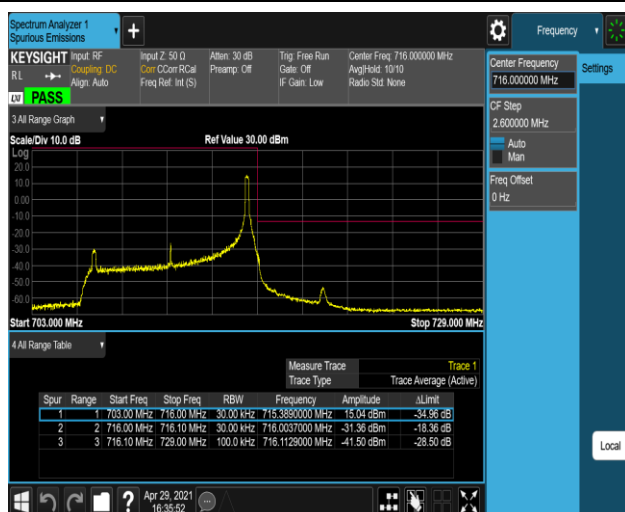 Spectrum Analyzer 1
Spurious Emissions
Frequency
KEYSIGHT
RL
LXI PASS
Input: RF
Coupling: DC
Align: Auto
Input Z: 50 Ω
Corr CCorr RCal
Freq Ref: Int (S)
Atten: 30 dB
Preamp: Off
Trig: Free Run
Gate: Off
IF Gain: Low
Center Freq: 716.000000 MHz
Avg|Hold: 10/10
Radio Std: None
Center Frequency
716.000000 MHz
Settings
CF Step
2.600000 MHz
Auto
Man
Freq Offset
0 Hz
Local
3 All Range Graph
Scale/Div 10.0 dB Ref Value 30.00 dBm
Log
20.0
10.0
0.00
-10.0
-20.0
-30.0
-40.0
-50.0
-60.0
Start 703.000 MHz Stop 729.000 MHz
4 All Range Table
Measure Trace Trace 1
Trace Type Trace Average (Active)
Spur Range Start Freq Stop Freq RBW Frequency Amplitude ΔLimit
1 1 703.00 MHz 716.00 MHz 30.00 kHz 715.3890000 MHz 15.04 dBm -34.96 dB
2 2 716.00 MHz 716.10 MHz 30.00 kHz 716.0037000 MHz -31.36 dBm -18.36 dB
3 3 716.10 MHz 729.00 MHz 100.0 kHz 716.1129000 MHz -41.50 dBm -28.50 dB
?
Apr 29, 2021
16:35:52